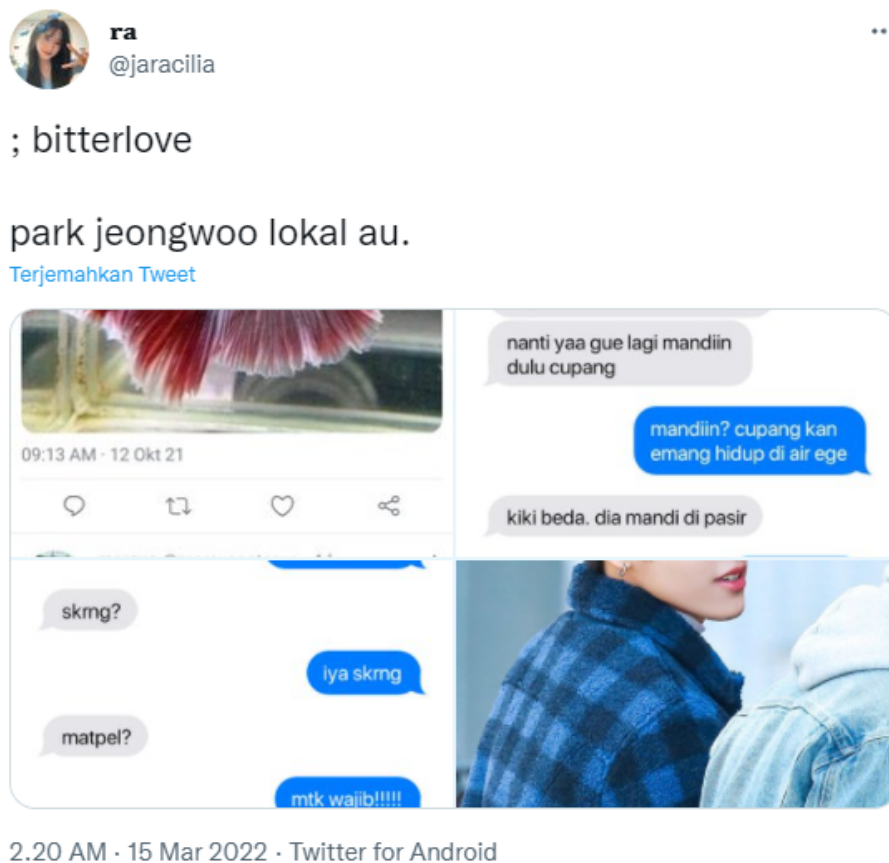 ra
@jaracilia
; bitterlove
park jeongwoo lokal au.
Terjemahkan Tweet
09:13 AM · 12 Okt 21
nanti yaa gue lagi mandiin
dulu cupang
mandiin? cupang kan
emang hidup di air ege
kiki beda. dia mandi di pasir
skrng?
iya skrng
matpel?
mtk wajib!!!!!
2.20 AM · 15 Mar 2022 · Twitter for Android